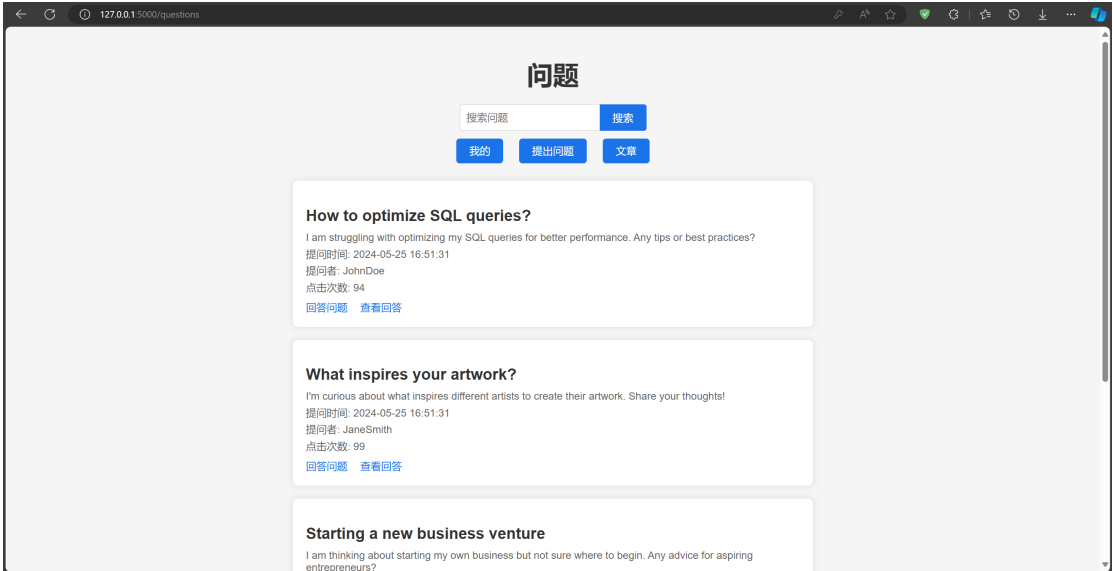 127.0.0.1:5000/questions
问题
搜索问题 搜索
我的 提出问题 文章
How to optimize SQL queries?
I am struggling with optimizing my SQL queries for better performance. Any tips or best practices?
提问时间: 2024-05-25 16:51:31
提问者: JohnDoe
点击次数: 94
回答问题 查看回答
What inspires your artwork?
I'm curious about what inspires different artists to create their artwork. Share your thoughts!
提问时间: 2024-05-25 16:51:31
提问者: JaneSmith
点击次数: 99
回答问题 查看回答
Starting a new business venture
I am thinking about starting my own business but not sure where to begin. Any advice for aspiring
entrepreneurs?